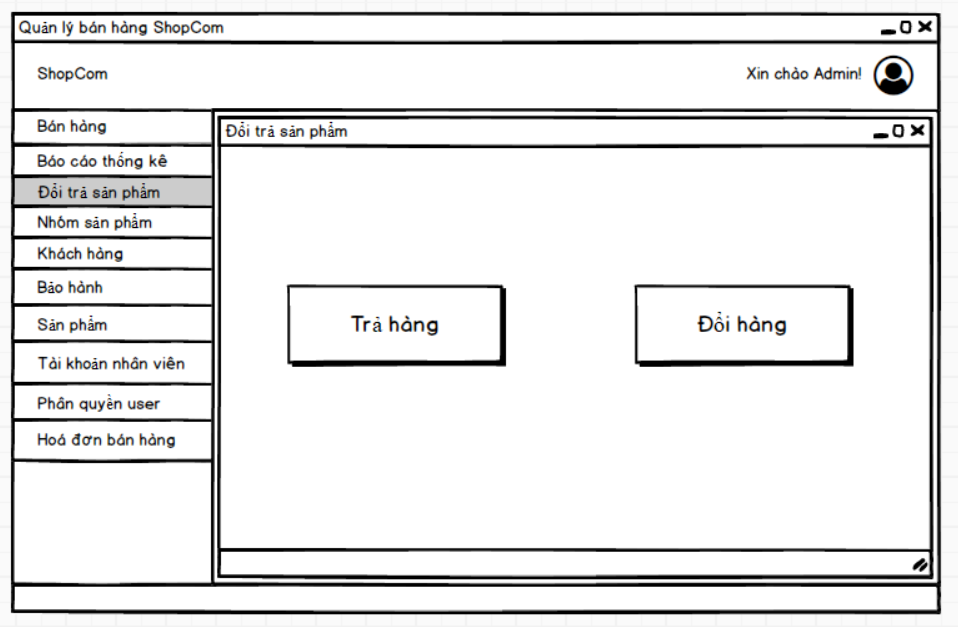 Quản lý bán hàng ShopCom
ShopCom
Xin chào Admin!
Bán hàng
Báo cáo thống kê
Đổi trả sản phẩm
Nhóm sản phẩm
Khách hàng
Bảo hành
Sản phẩm
Tài khoản nhân viên
Phân quyền user
Hoá đơn bán hàng
Đổi trả sản phẩm
Trả hàng
Đổi hàng